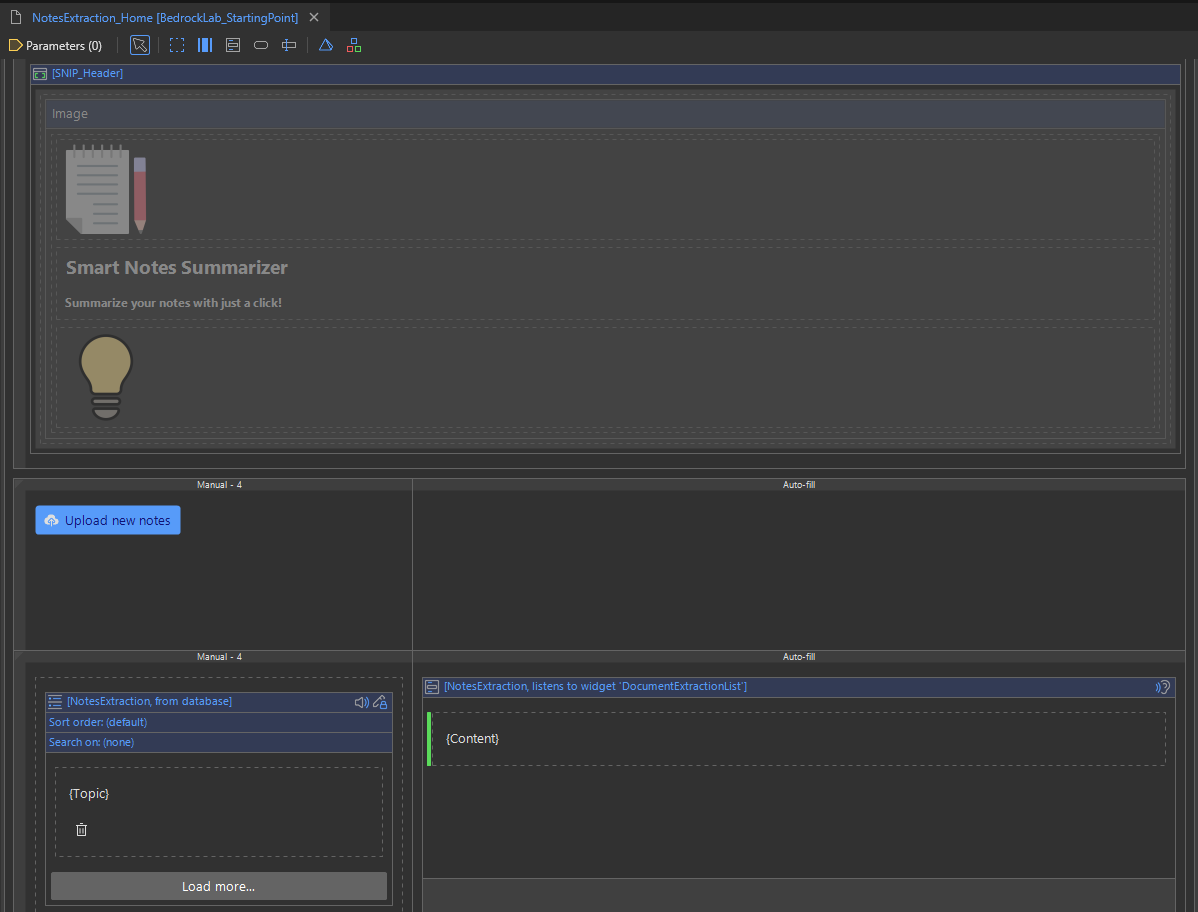 NotesExtraction_Home [BedrockLab_StartingPoint]
Parameters (0)
[SNIP_Header]
Image
Smart Notes Summarizer
Summarize your notes with just a click!
Manual - 4
Auto-fill
Upload new notes
Manual - 4
Auto-fill
[NotesExtraction, from database]
Sort order: (default)
Search on: (none)
{Topic}
Load more...
[NotesExtraction, listens to widget 'DocumentExtractionList']
{Content}